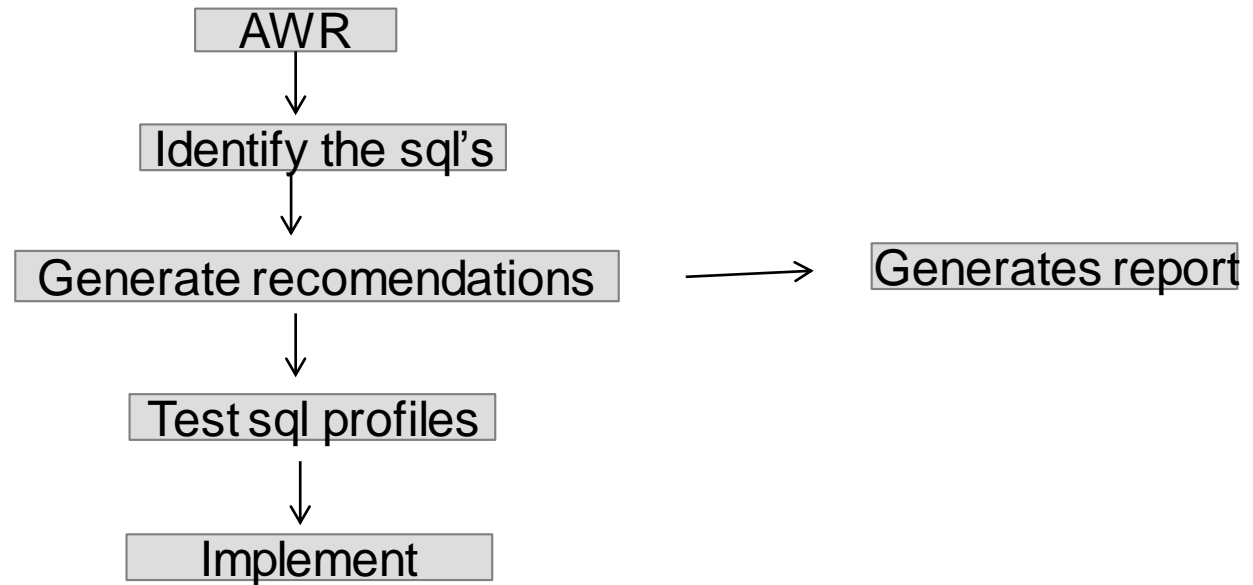 AWR
Identify the sql's
Generate recomendations
Generates report
Test sql profiles
Implement